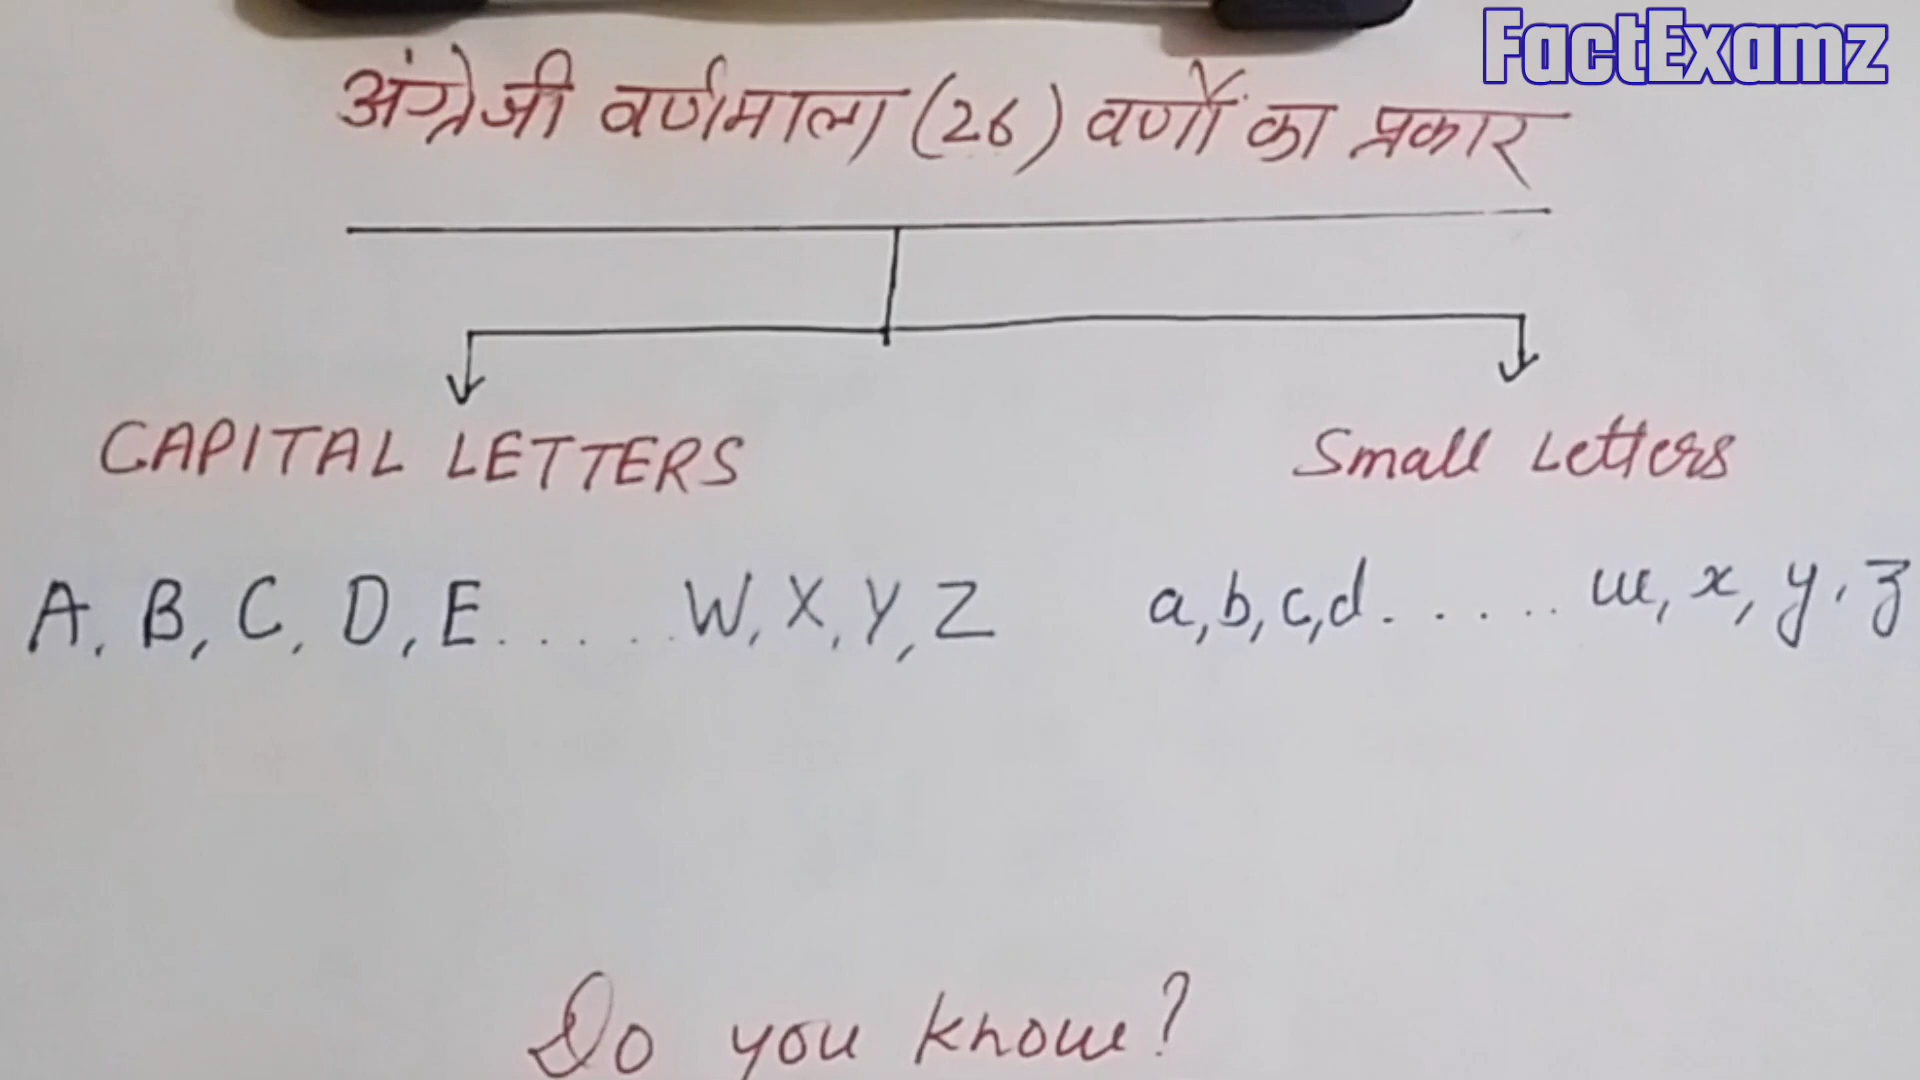 FactExamz
अंग्रेजी वर्णमाला (26) वर्णों का प्रकार
CAPITAL LETTERS
Small Letters
A, B, C, D, E. . . . . . W, X, Y, Z
a, b, c, d. . . . . . w, x, y, z
Do you know?